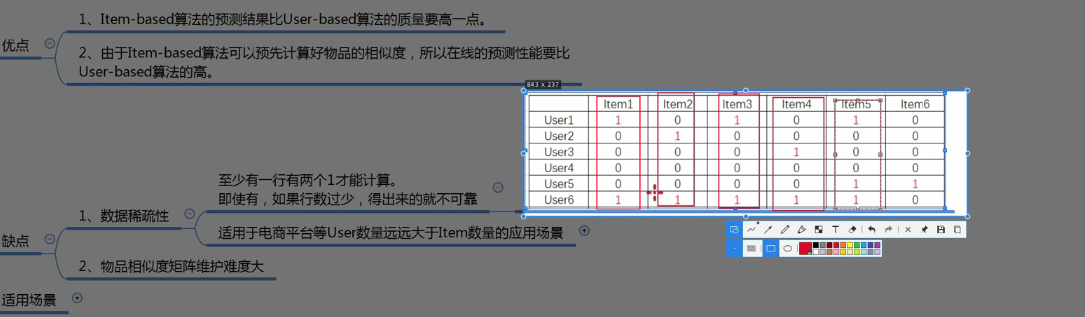 优点
1、Item-based算法的预测结果比User-based算法的质量要高一点。
2、由于Item-based算法可以预先计算好物品的相似度，所以在线的预测性能要比
User-based算法的高。
843 x 237
Item1 Item2 Item3 Item4 Item5 Item6
User1 1 0 1 0 1 0
User2 0 1 0 0 0 0
User3 0 0 0 1 0 0
User4 0 0 0 0 0 0
User5 0 0 0 0 1 1
User6 1 1 1 1 1 0
缺点
1、数据稀疏性
至少有一行有两个1才能计算。
即使有，如果行数过少，得出来的就不可靠
适用于电商平台等User数量远远大于Item数量的应用场景
2、物品相似度矩阵维护难度大
适用场景